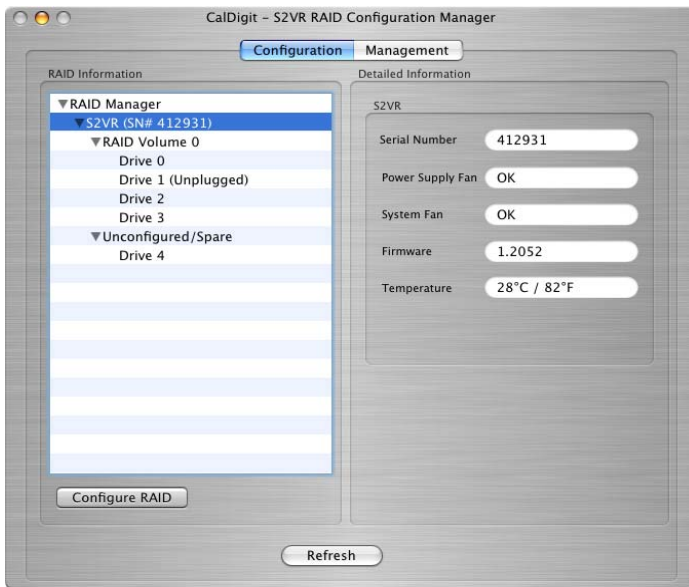 CalDigit – S2VR RAID Configuration Manager
Configuration Management
RAID Information
RAID Manager
S2VR (SN# 412931)
RAID Volume 0
Drive 0
Drive 1 (Unplugged)
Drive 2
Drive 3
Unconfigured/Spare
Drive 4
Configure RAID
Detailed Information
S2VR
Serial Number 412931
Power Supply Fan OK
System Fan OK
Firmware 1.2052
Temperature 28°C / 82°F
Refresh